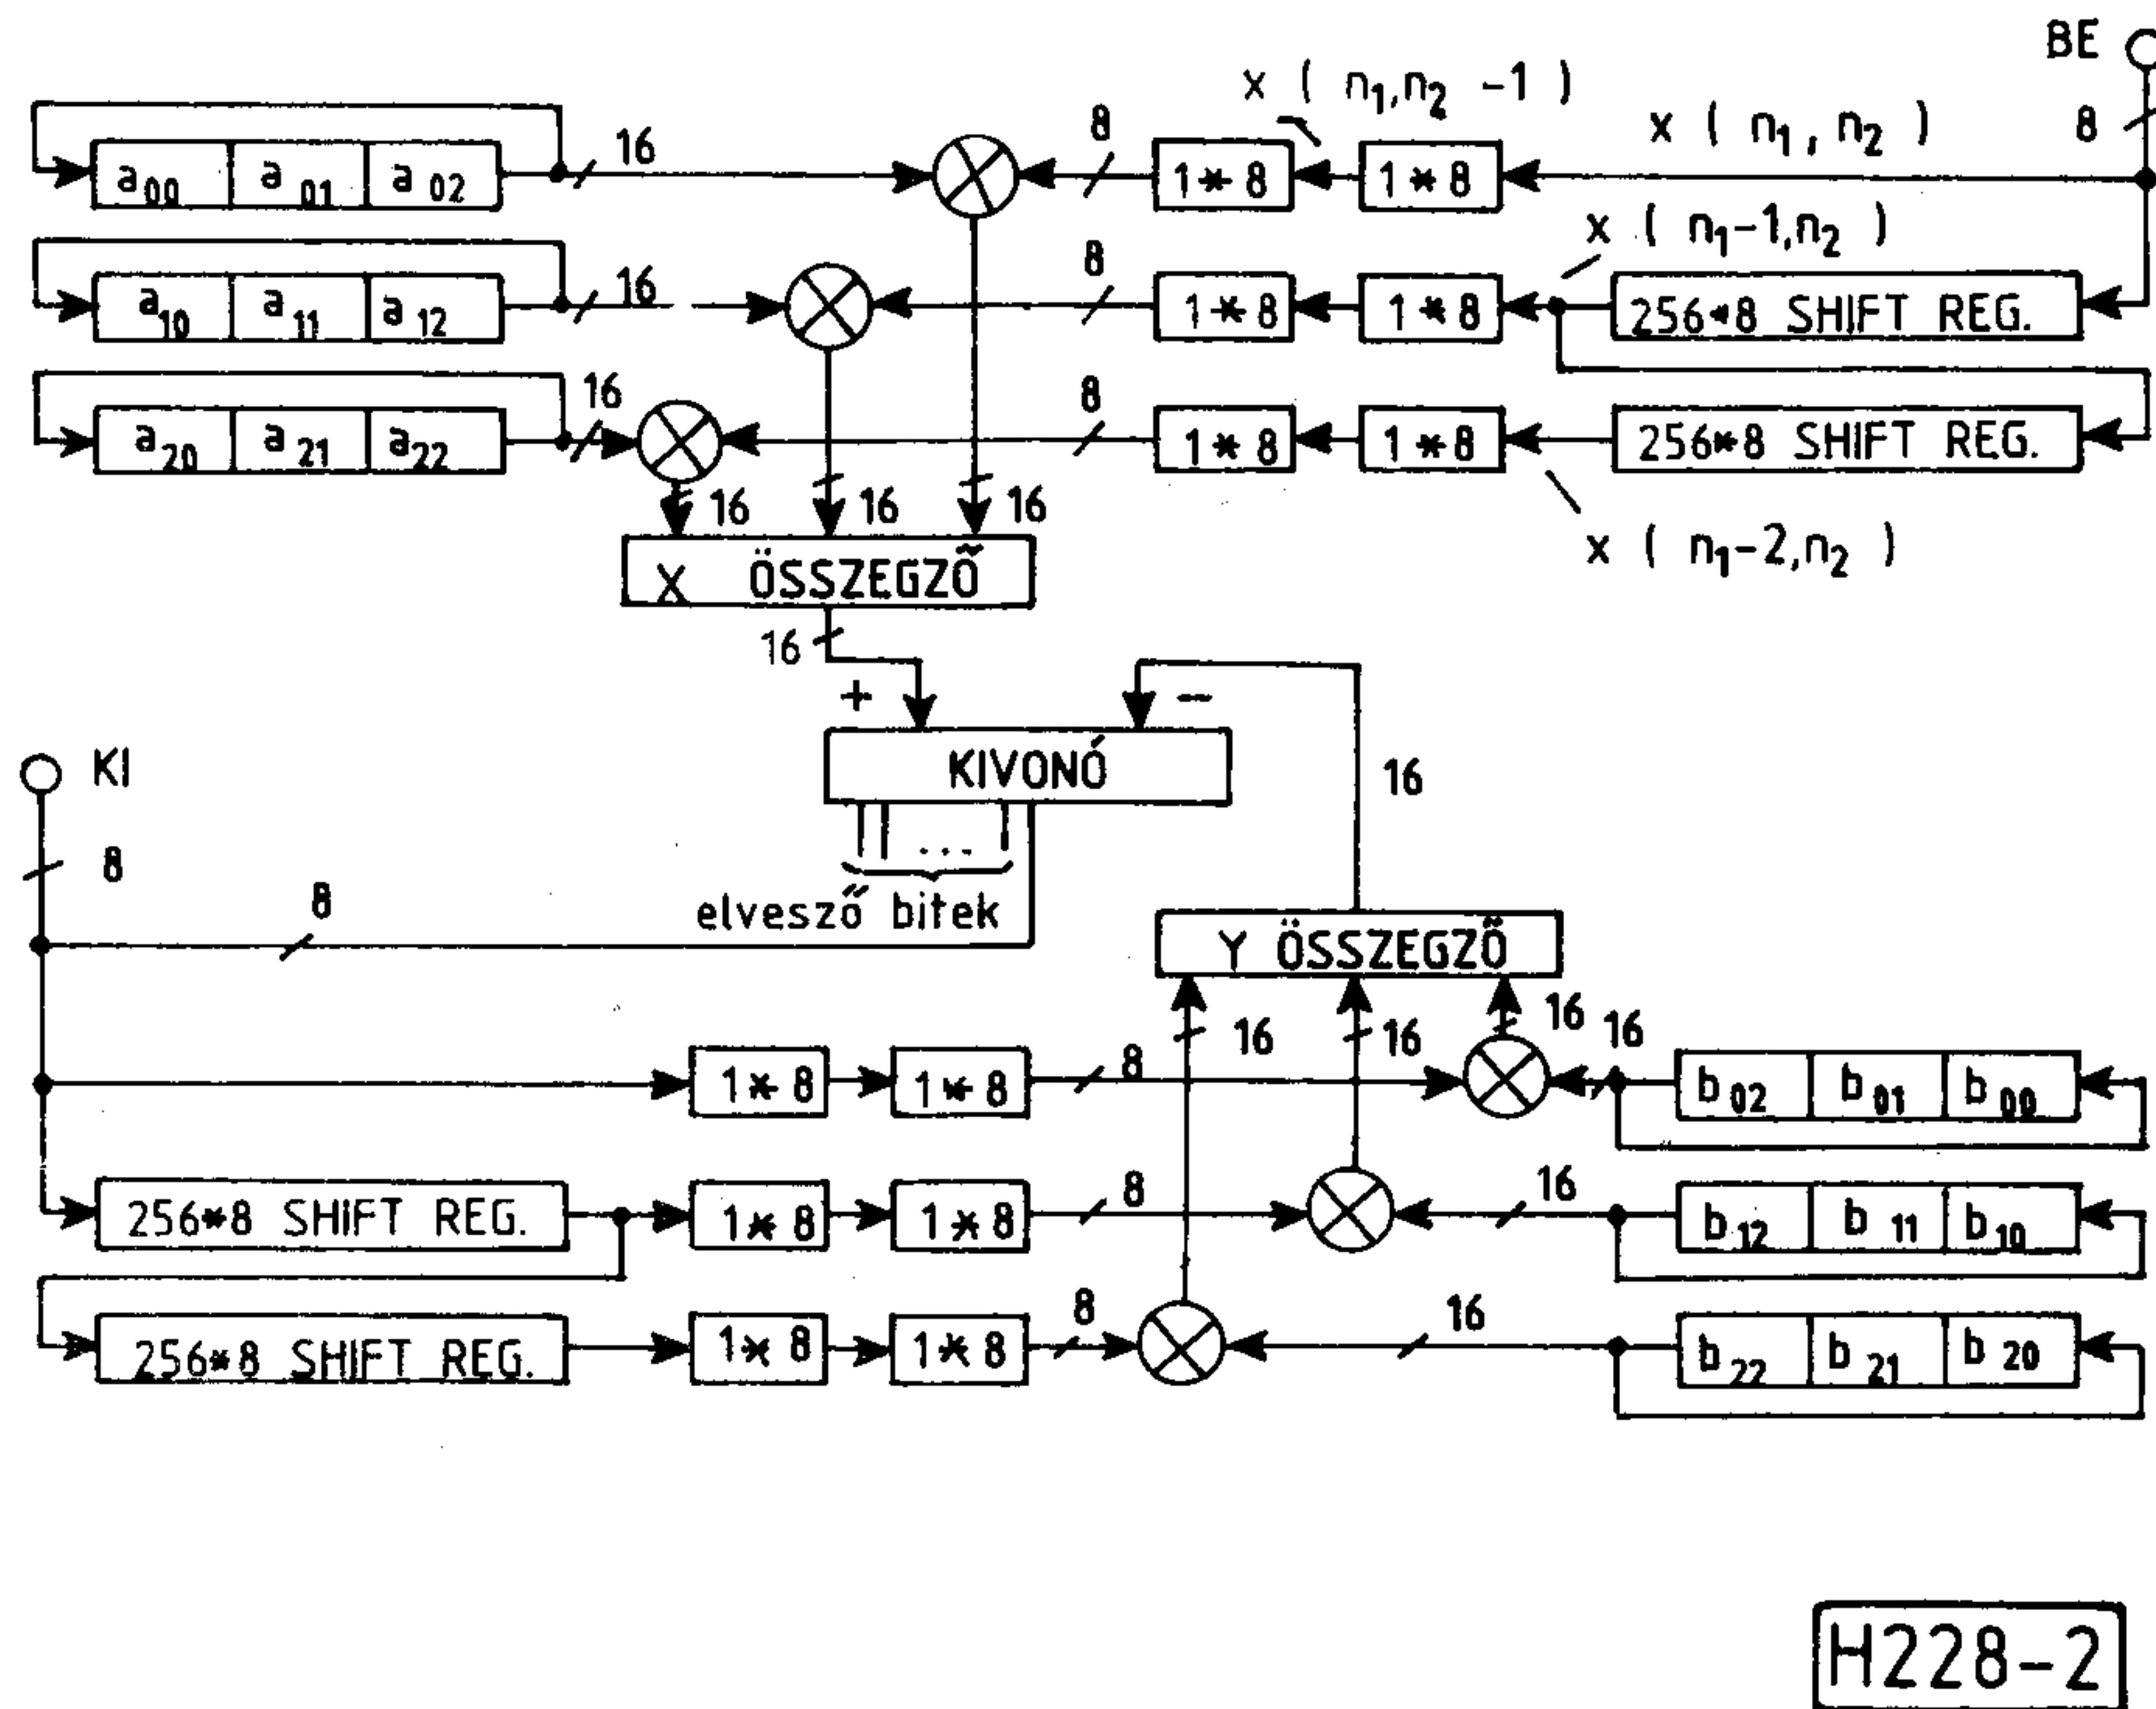 BE
x ( n1,n2 -1 )
x ( n1, n2 )
8
8
16
a00 a01 a02
1*8
1*8
x ( n1-1,n2 )
8
16
a10 a11 a12
1*8
1*8
256*8 SHIFT REG.
8
16
a20 a21 a22
1*8
1*8
256*8 SHIFT REG.
16
16
16
x ( n1-2,n2 )
X ÖSSZEGZŐ
16
+
-
KI
KIVONÓ
16
8
...
8
elvesző bitek
Y ÖSSZEGZŐ
16
16
16
16
8
1*8
1*8
b02 b01 b00
8
16
256*8 SHIFT REG.
1*8
1*8
b12 b11 b10
8
16
256*8 SHIFT REG.
1*8
1*8
b22 b21 b20
H228-2